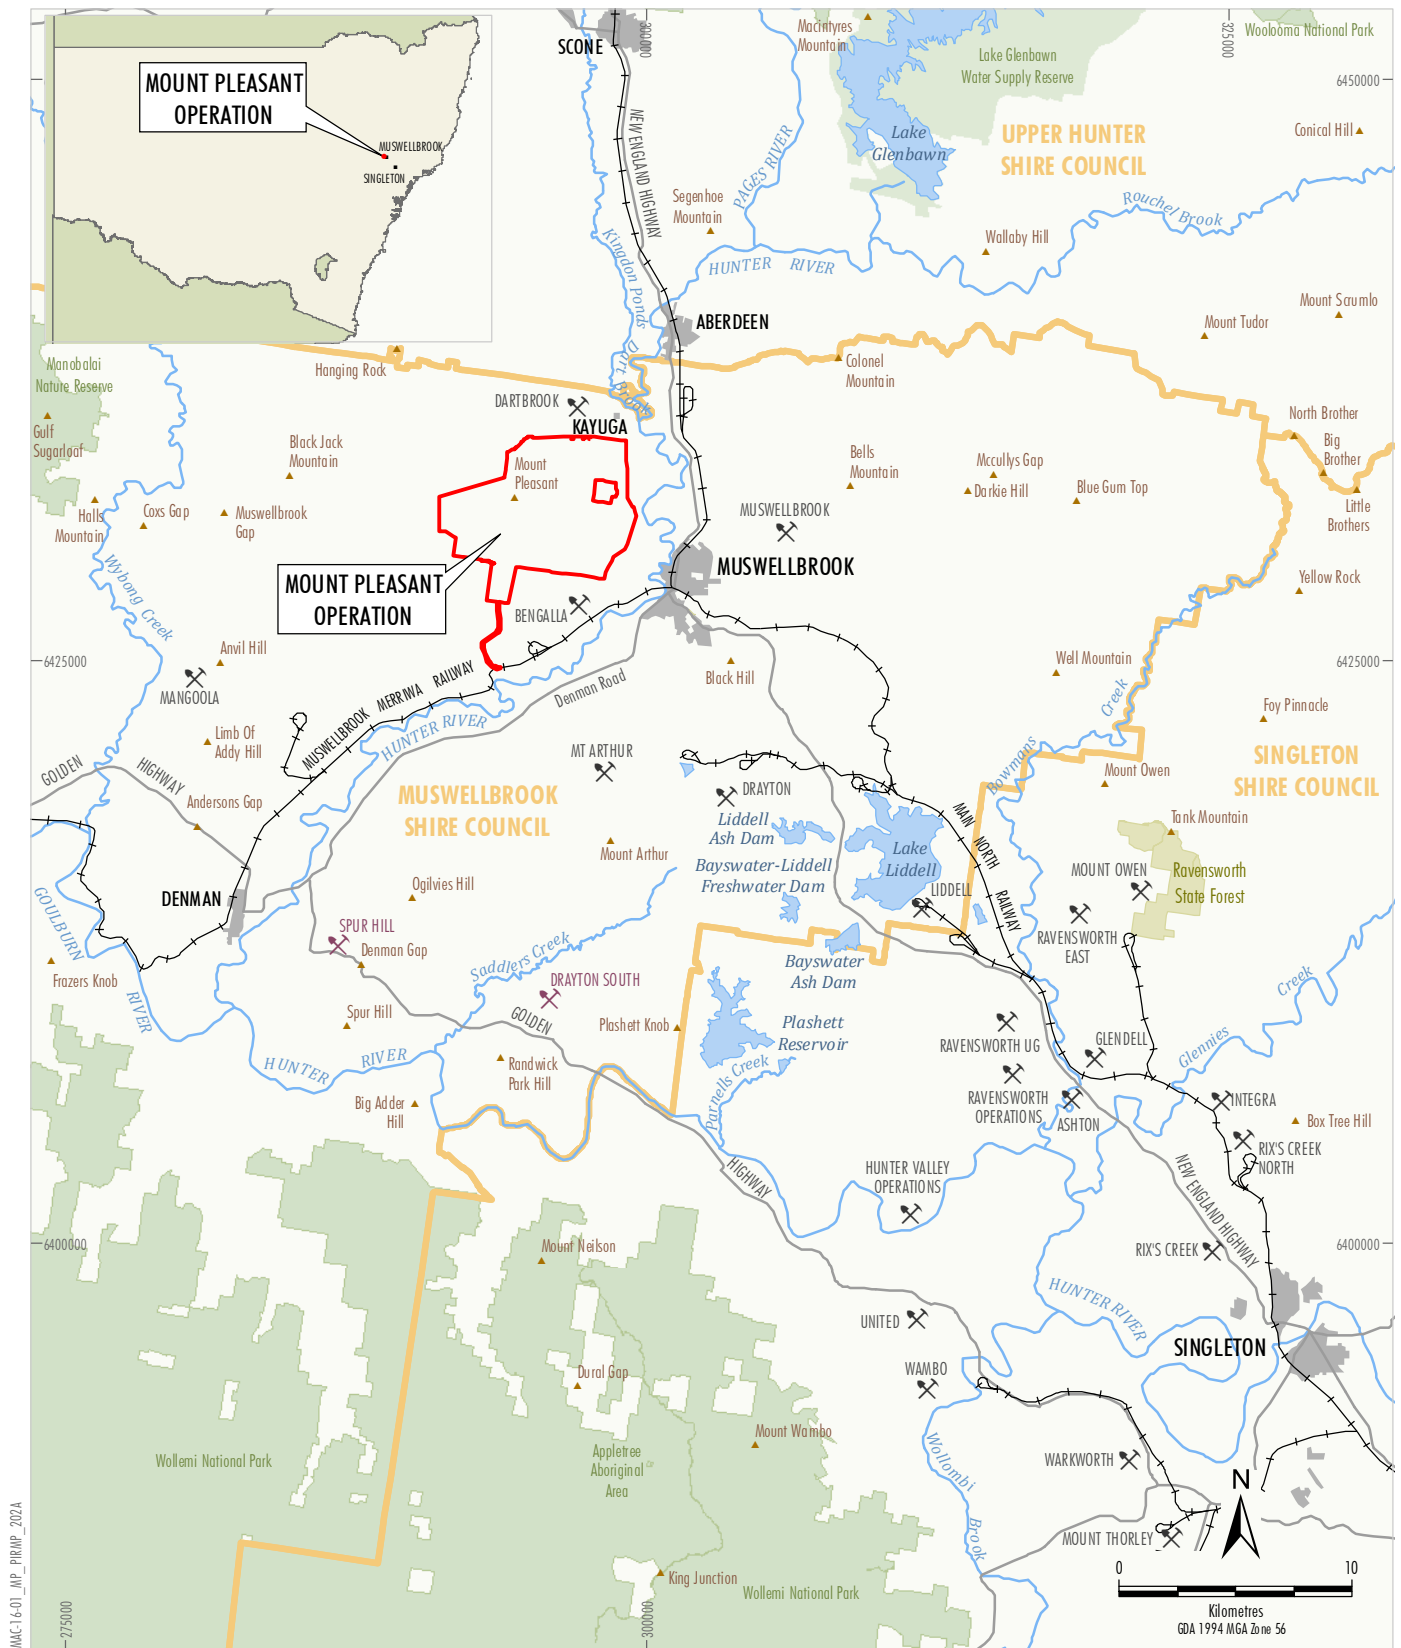 SCONE
300000
325000
Macintyres
Mountain
Woolooma National Park
Lake Glenbawn
Water Supply Reserve
6450000
MOUNT PLEASANT
OPERATION
MUSWELLBROOK
SINGLETON
NEW ENGLAND HIGHWAY
PAGES RIVER
Lake
Glenbawn
UPPER HUNTER
SHIRE COUNCIL
Conical Hill
Segenhoe
Mountain
Rouchel Brook
Wallaby Hill
Kingdon Ponds
HUNTER RIVER
Mount Scrumlo
Mount Tudor
ABERDEEN
Manobalai
Nature Reserve
Hanging Rock
Dart Brook
Colonel
Mountain
DARTBROOK
KAYUGA
Gulf
Sugarloaf
Black Jack
Mountain
North Brother
Big
Brother
Mount
Pleasant
Bells
Mountain
Mccullys Gap
Darkie Hill
Blue Gum Top
Little
Brothers
Halls
Mountain
Coxs Gap
Muswellbrook
Gap
MUSWELLBROOK
MUSWELLBROOK
Wybong Creek
MOUNT PLEASANT
OPERATION
BENGALLA
Yellow Rock
6425000
6425000
Anvil Hill
MANGOOLA
MUSWELLBROOK MERRIWA RAILWAY
Denman Road
Black Hill
Well Mountain
Creek
Foy Pinnacle
Limb Of
Addy Hill
HUNTER RIVER
GOLDEN
HIGHWAY
MT ARTHUR
DRAYTON
Bowmans
SINGLETON
SHIRE COUNCIL
Mount Owen
Andersons Gap
MUSWELLBROOK
SHIRE COUNCIL
Liddell
Ash Dam
MAIN NORTH RAILWAY
Tank Mountain
Mount Arthur
Lake
Liddell
Bayswater-Liddell
Freshwater Dam
LIDDELL
MOUNT OWEN
Ravensworth
State Forest
Ogilvies Hill
DENMAN
GOULBURN
RIVER
SPUR HILL
Denman Gap
RAVENSWORTH
EAST
Saddlers Creek
Frazers Knob
DRAYTON SOUTH
Bayswater
Ash Dam
Creek
Spur Hill
GOLDEN
Plashett Knob
Plashett
Reservoir
RAVENSWORTH UG
GLENDELL
Glennies
HUNTER RIVER
Randwick
Park Hill
Parnells Creek
RAVENSWORTH
OPERATIONS
INTEGRA
Big Adder
Hill
ASHTON
Box Tree Hill
RIX'S CREEK
NORTH
HIGHWAY
HUNTER VALLEY
OPERATIONS
NEW ENGLAND HIGHWAY
6400000
Mount Neilson
RIX'S CREEK
6400000
HUNTER RIVER
UNITED
SINGLETON
Dural Gap
WAMBO
Mount Wambo
Wollemi National Park
Appletree
Aboriginal
Area
Wollombi
Brook
WARKWORTH
N
MOUNT THORLEY
King Junction
Wollemi National Park
0
10
Kilometres
GDA 1994 MGA Zone 56
275000
300000
MAC-16-01_MP_PIRMP_202A